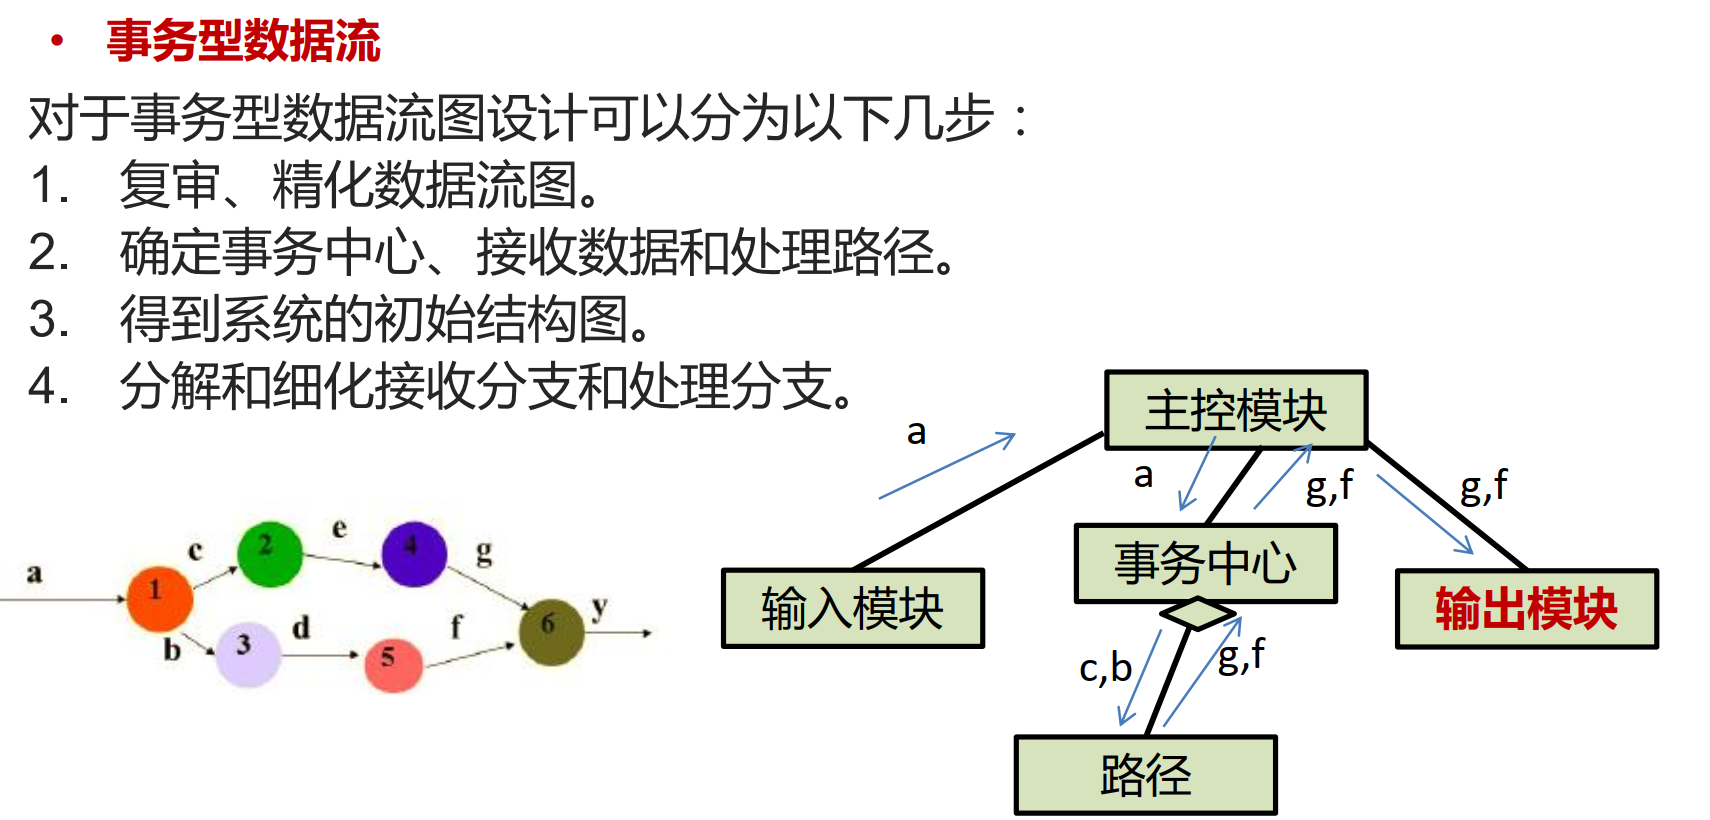 • 事务型数据流
对于事务型数据流图设计可以分为以下几步：
1. 复审、精化数据流图。
2. 确定事务中心、接收数据和处理路径。
3. 得到系统的初始结构图。
4. 分解和细化接收分支和处理分支。
主控模块
a
a
g,f
g,f
事务中心
输入模块
输出模块
c,b
g,f
路径
a
1
c
2
e
4
g
b
3
d
5
f
6
y